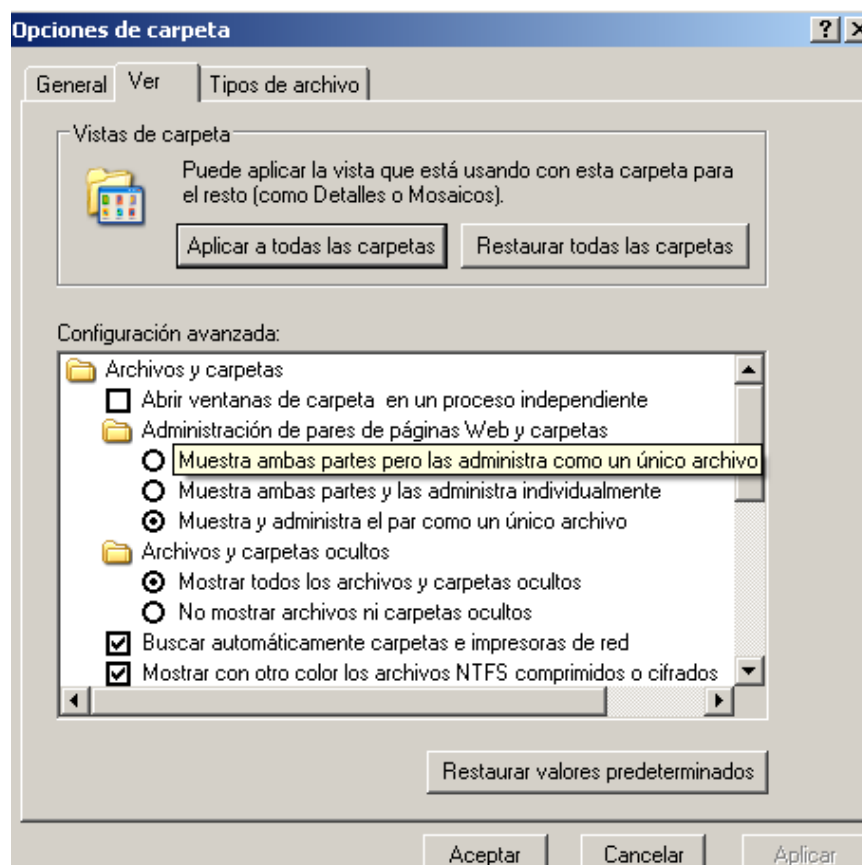 Opciones de carpeta
General Ver Tipos de archivo
Vistas de carpeta
Puede aplicar la vista que está usando con esta carpeta para
el resto (como Detalles o Mosaicos).
Aplicar a todas las carpetas Restaurar todas las carpetas
Configuración avanzada:
Archivos y carpetas
Abrir ventanas de carpeta en un proceso independiente
Administración de pares de páginas Web y carpetas
Muestra ambas partes pero las administra como un único archivo
Muestra ambas partes y las administra individualmente
Muestra y administra el par como un único archivo
Archivos y carpetas ocultos
Mostrar todos los archivos y carpetas ocultos
No mostrar archivos ni carpetas ocultos
Buscar automáticamente carpetas e impresoras de red
Mostrar con otro color los archivos NTFS comprimidos o cifrados
Restaurar valores predeterminados
Aceptar Cancelar Aplicar